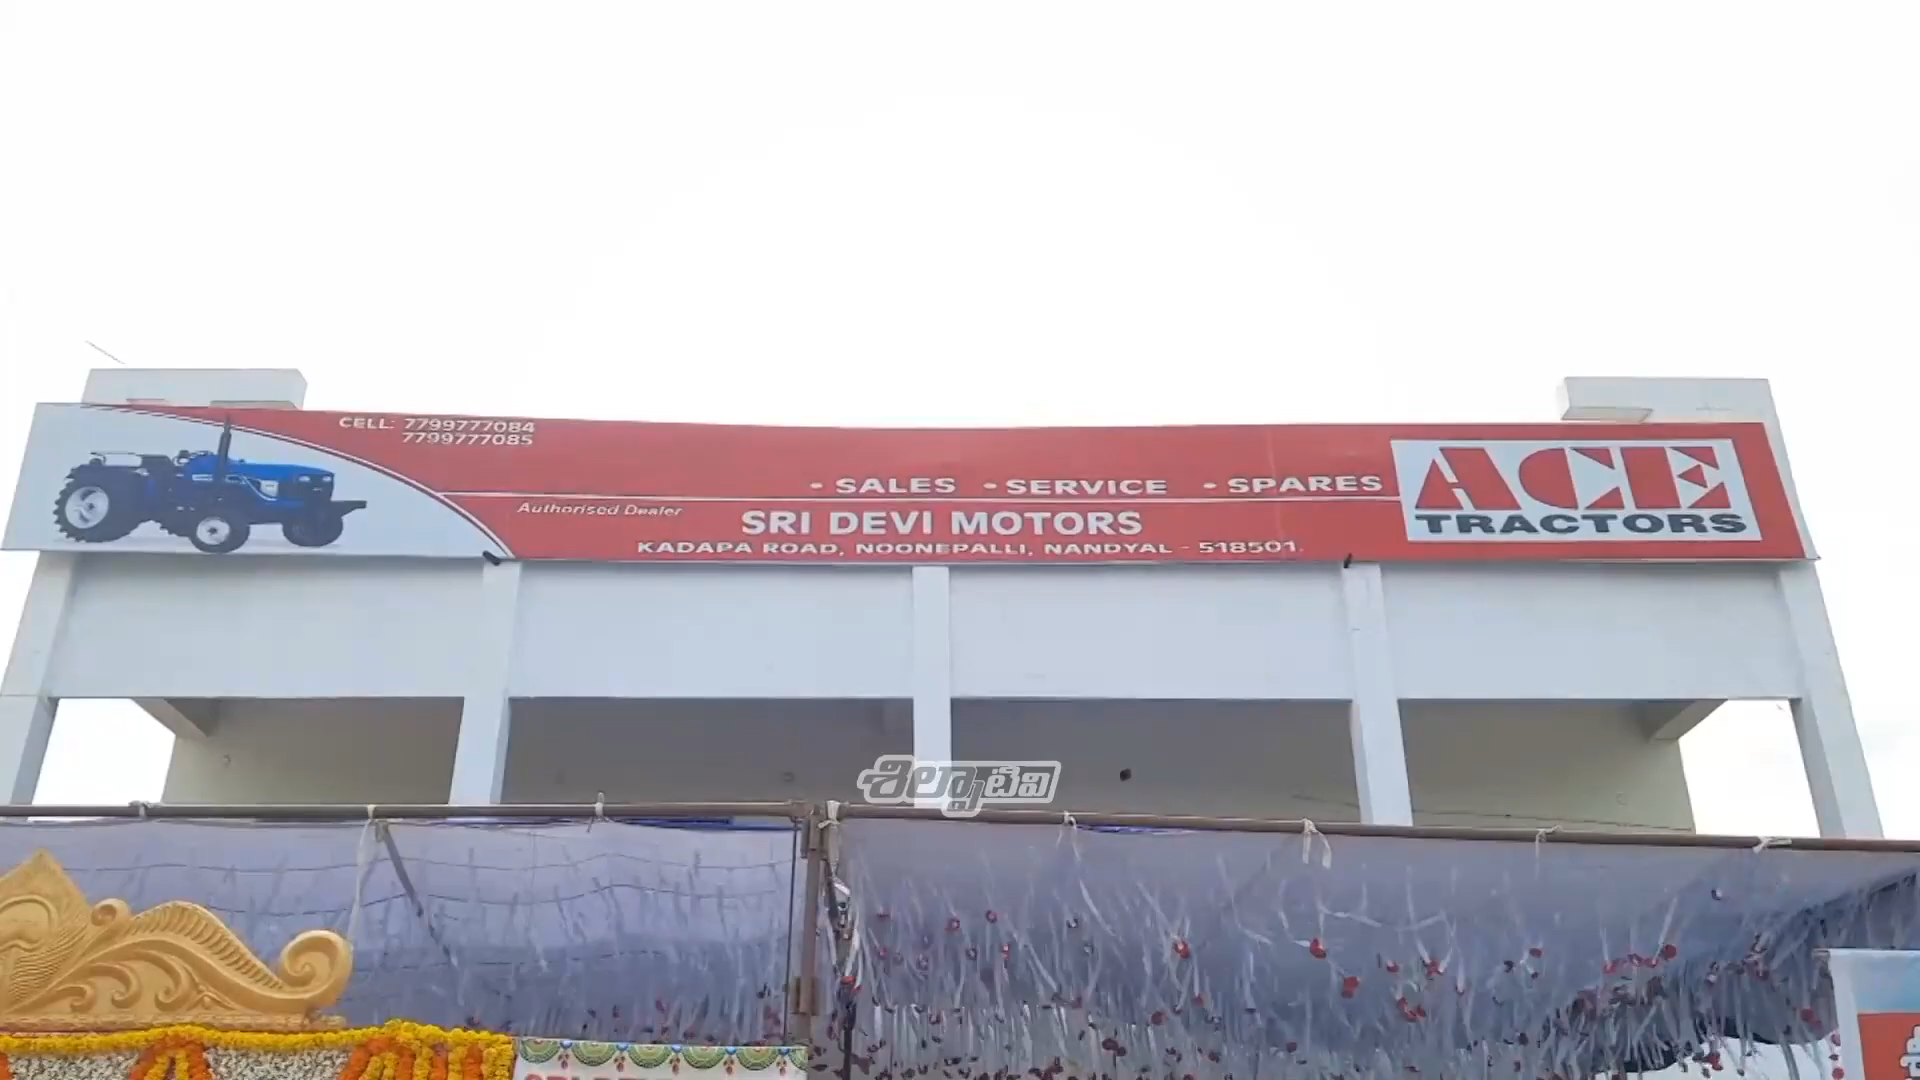 CELL: 7799777084
7799777085
• SALES • SERVICE • SPARES
Authorised Dealer
SRI DEVI MOTORS
KADAPA ROAD, NOONEPALLI, NANDYAL - 518501.
ACE
TRACTORS
శిల్పాటీవి